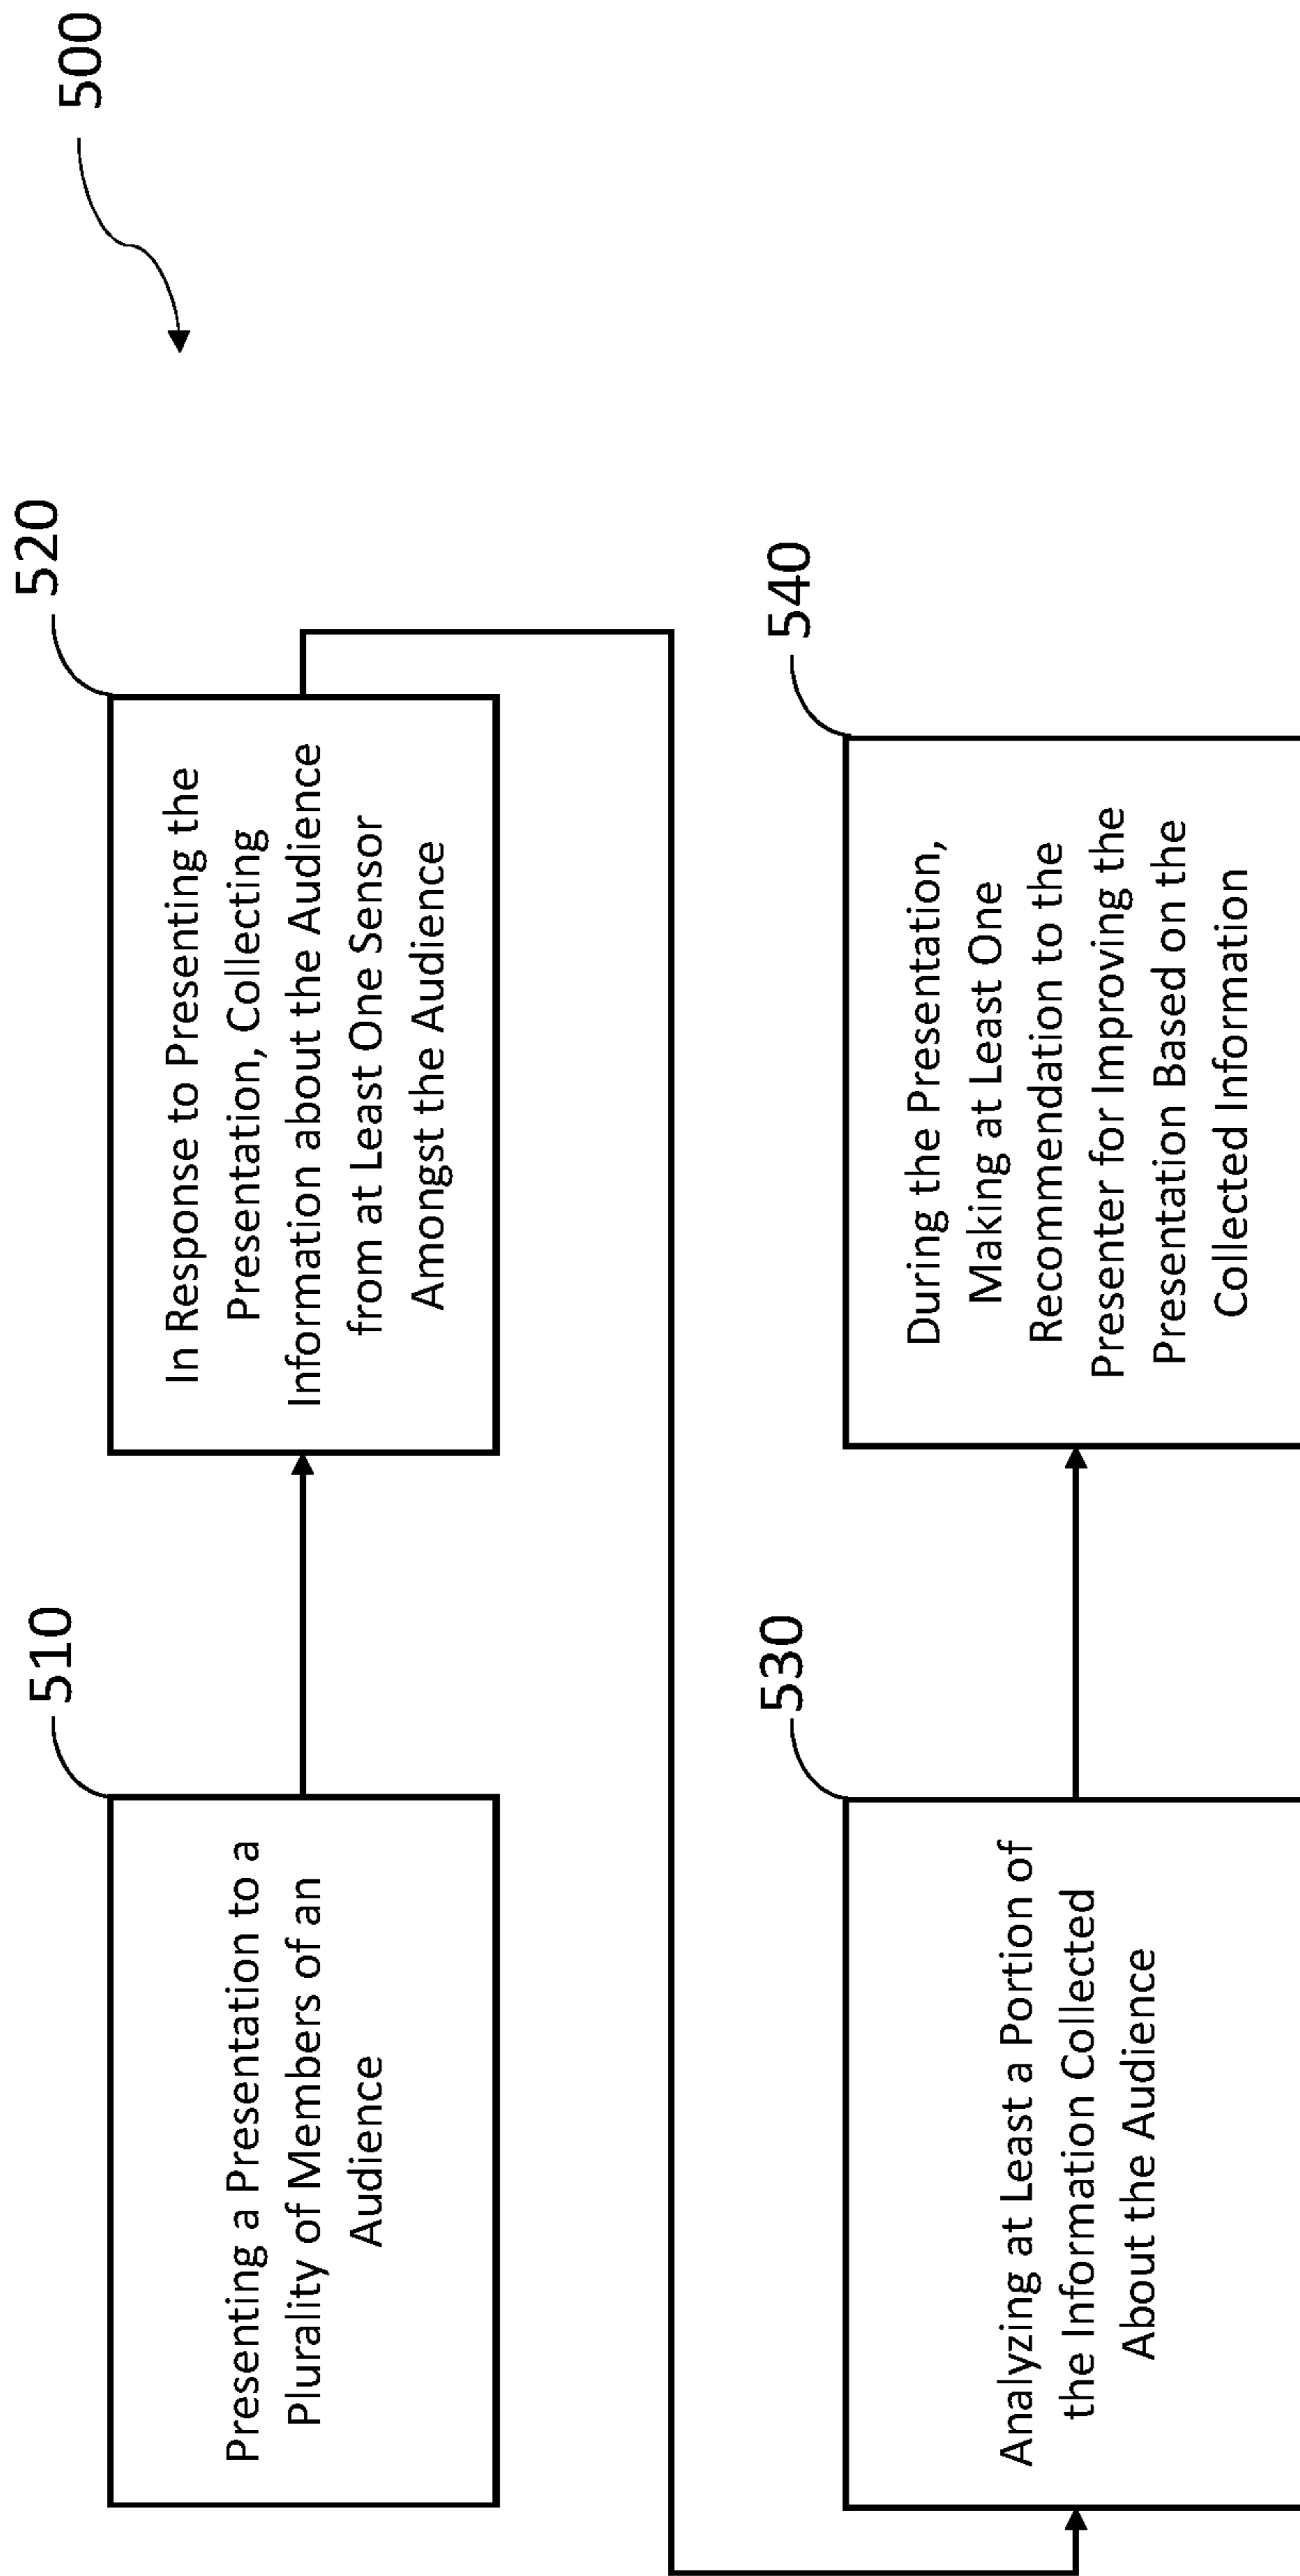 500
510
Presenting a Presentation to a
Plurality of Members of an
Audience
520
In Response to Presenting the
Presentation, Collecting
Information about the Audience
from at Least One Sensor
Amongst the Audience
530
Analyzing at Least a Portion of
the Information Collected
About the Audience
540
During the Presentation,
Making at Least One
Recommendation to the
Presenter for Improving the
Presentation Based on the
Collected Information